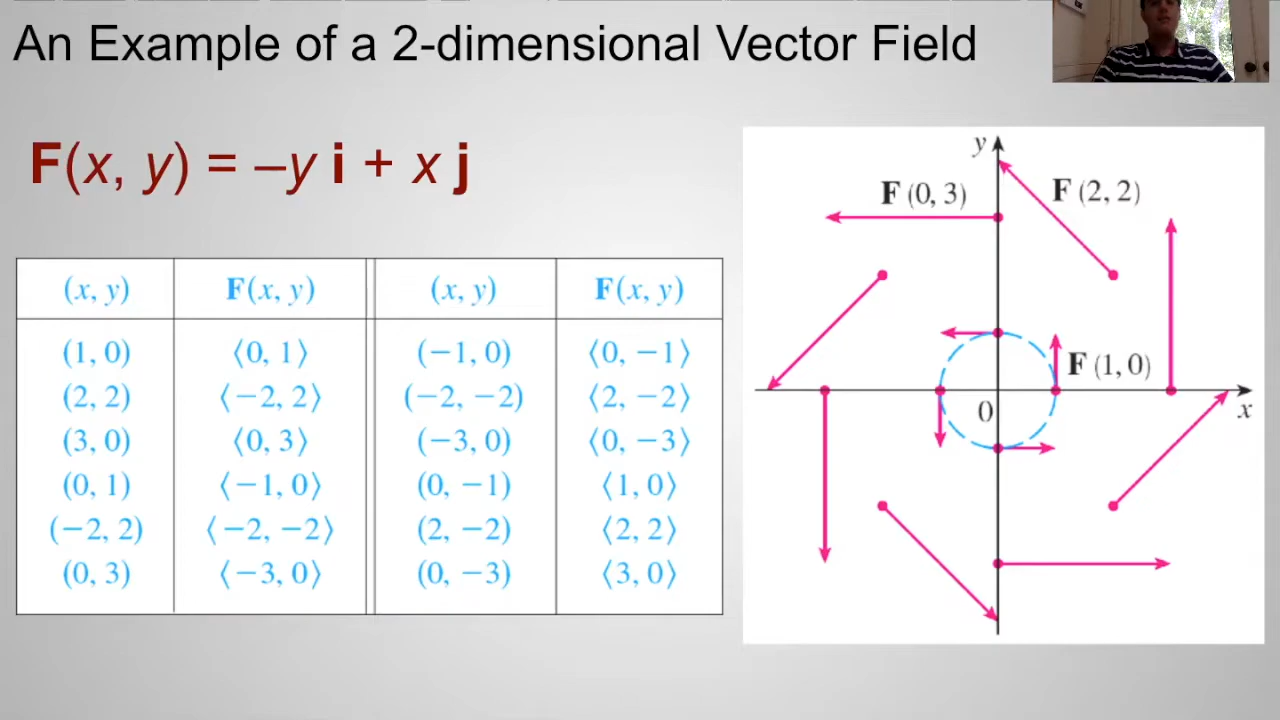 An Example of a 2-dimensional Vector Field
F(x, y) = –y i + x j
(x, y) F(x, y) (x, y) F(x, y)
(1, 0) ⟨0, 1⟩ (−1, 0) ⟨0, −1⟩
(2, 2) ⟨−2, 2⟩ (−2, −2) ⟨2, −2⟩
(3, 0) ⟨0, 3⟩ (−3, 0) ⟨0, −3⟩
(0, 1) ⟨−1, 0⟩ (0, −1) ⟨1, 0⟩
(−2, 2) ⟨−2, −2⟩ (2, −2) ⟨2, 2⟩
(0, 3) ⟨−3, 0⟩ (0, −3) ⟨3, 0⟩
y
F (0, 3) F (2, 2)
F (1, 0)
0
x